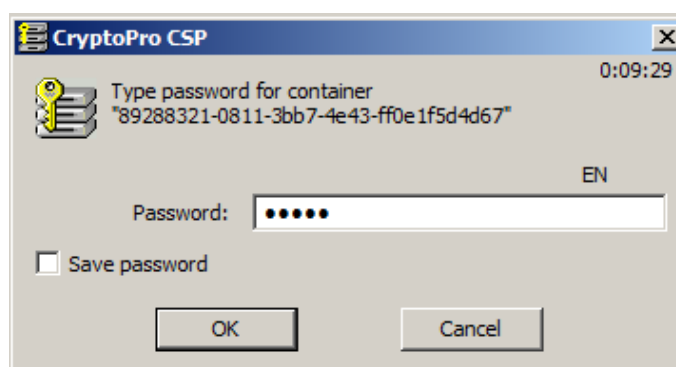 CryptoPro CSP
0:09:29
Type password for container
"89288321-0811-3bb7-4e43-ff0e1f5d4d67"
EN
Password: •••••
Save password
OK Cancel